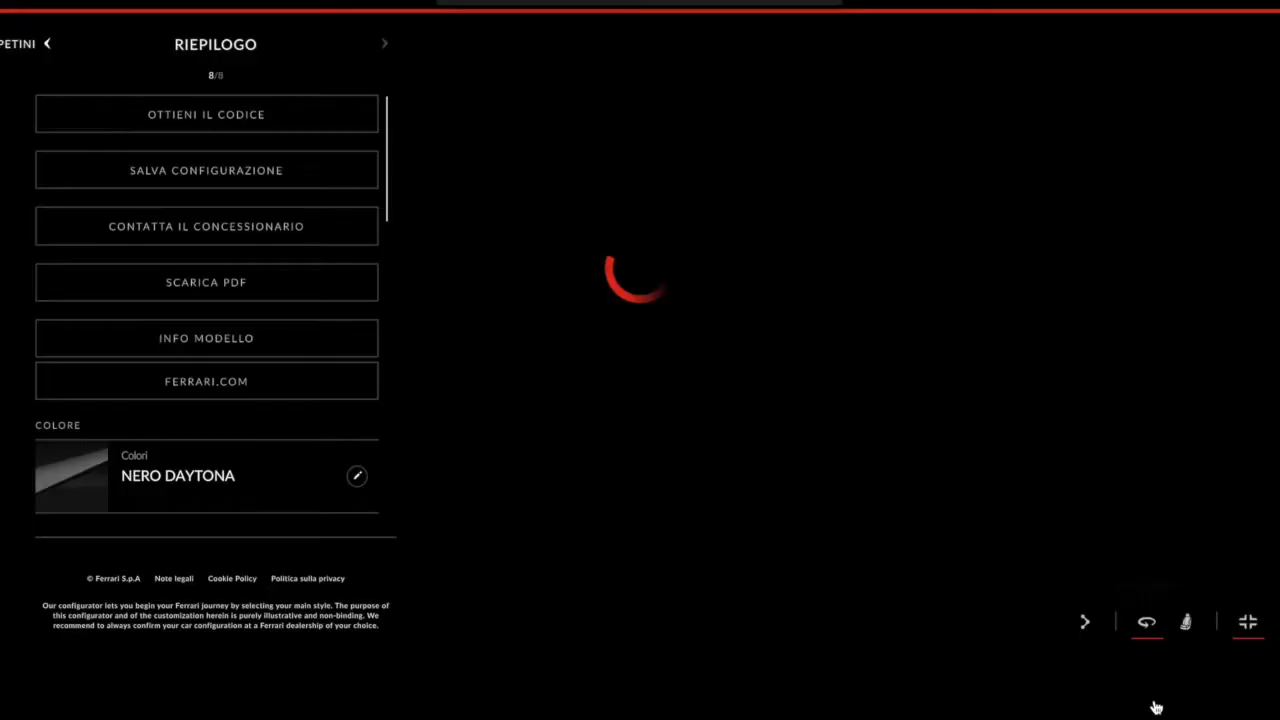 PETINI
RIEPILOGO
8/8
OTTIENI IL CODICE
SALVA CONFIGURAZIONE
CONTATTA IL CONCESSIONARIO
SCARICA PDF
INFO MODELLO
FERRARI.COM
COLORE
Colori
NERO DAYTONA
© Ferrari S.p.A Note legali Cookie Policy Politica sulla privacy
Our configurator lets you begin your Ferrari journey by selecting your main style. The purpose of
this configurator and of the customization herein is purely illustrative and non-binding. We
recommend to always confirm your car configuration at a Ferrari dealership of your choice.